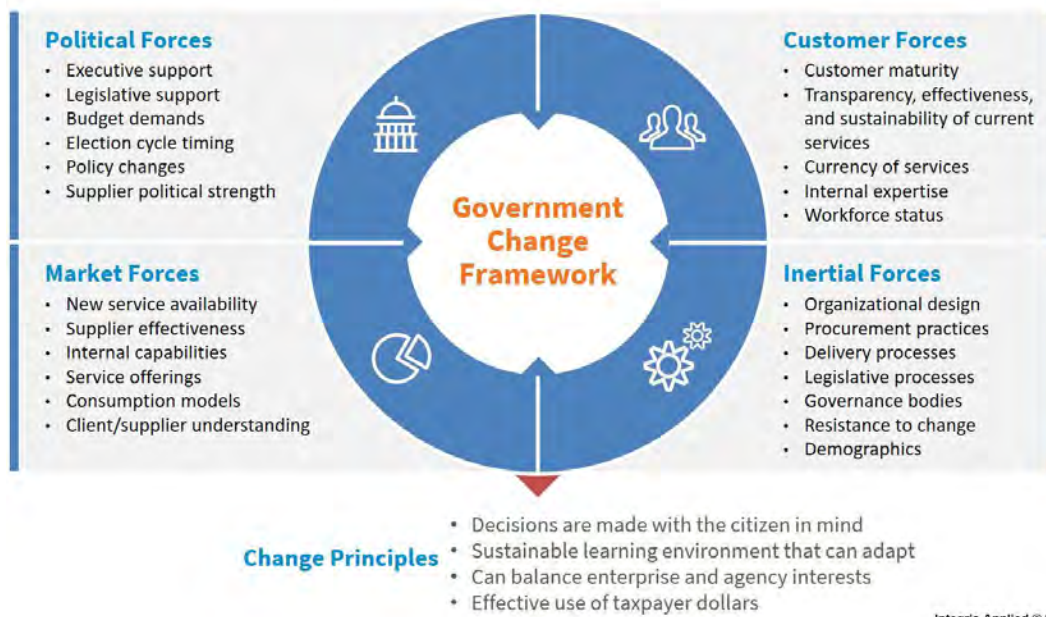 Political Forces
• Executive support
• Legislative support
• Budget demands
• Election cycle timing
• Policy changes
• Supplier political strength
Customer Forces
• Customer maturity
• Transparency, effectiveness,
and sustainability of current
services
• Currency of services
• Internal expertise
• Workforce status
Government
Change
Framework
Market Forces
• New service availability
• Supplier effectiveness
• Internal capabilities
• Service offerings
• Consumption models
• Client/supplier understanding
Inertial Forces
• Organizational design
• Procurement practices
• Delivery processes
• Legislative processes
• Governance bodies
• Resistance to change
• Demographics
Change Principles
• Decisions are made with the citizen in mind
• Sustainable learning environment that can adapt
• Can balance enterprise and agency interests
• Effective use of taxpayer dollars